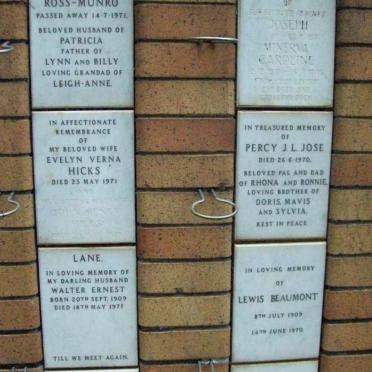 ROSS-MUNRO
PASSED AWAY 14·7·1971.
BELOVED HUSBAND OF
PATRICIA
FATHER OF
LYNN AND BILLY
LOVING GRANDAD OF
LEIGH-ANNE.
IN AFFECTIONATE
REMEMBRANCE
OF
MY BELOVED WIFE
EVELYN VERNA
HICKS
DIED 23 MAY 1971
LANE.
IN LOVING MEMORY OF
MY DARLING HUSBAND
WALTER ERNEST
BORN 20TH SEPT. 1909
DIED 18TH MAY 1971
TILL WE MEET AGAIN.
OF
JOSEPH
MINERVA
CAROLINE
IN TREASURED MEMORY
OF
PERCY J L JOSE
DIED 26·6·1970.
BELOVED PAL AND DAD
OF RHONA AND RONNIE,
LOVING BROTHER OF
DORIS, MAVIS
AND SYLVIA.
REST IN PEACE.
IN LOVING MEMORY
OF
LEWIS BEAUMONT
8TH JULY 1909
14TH JUNE 1970.